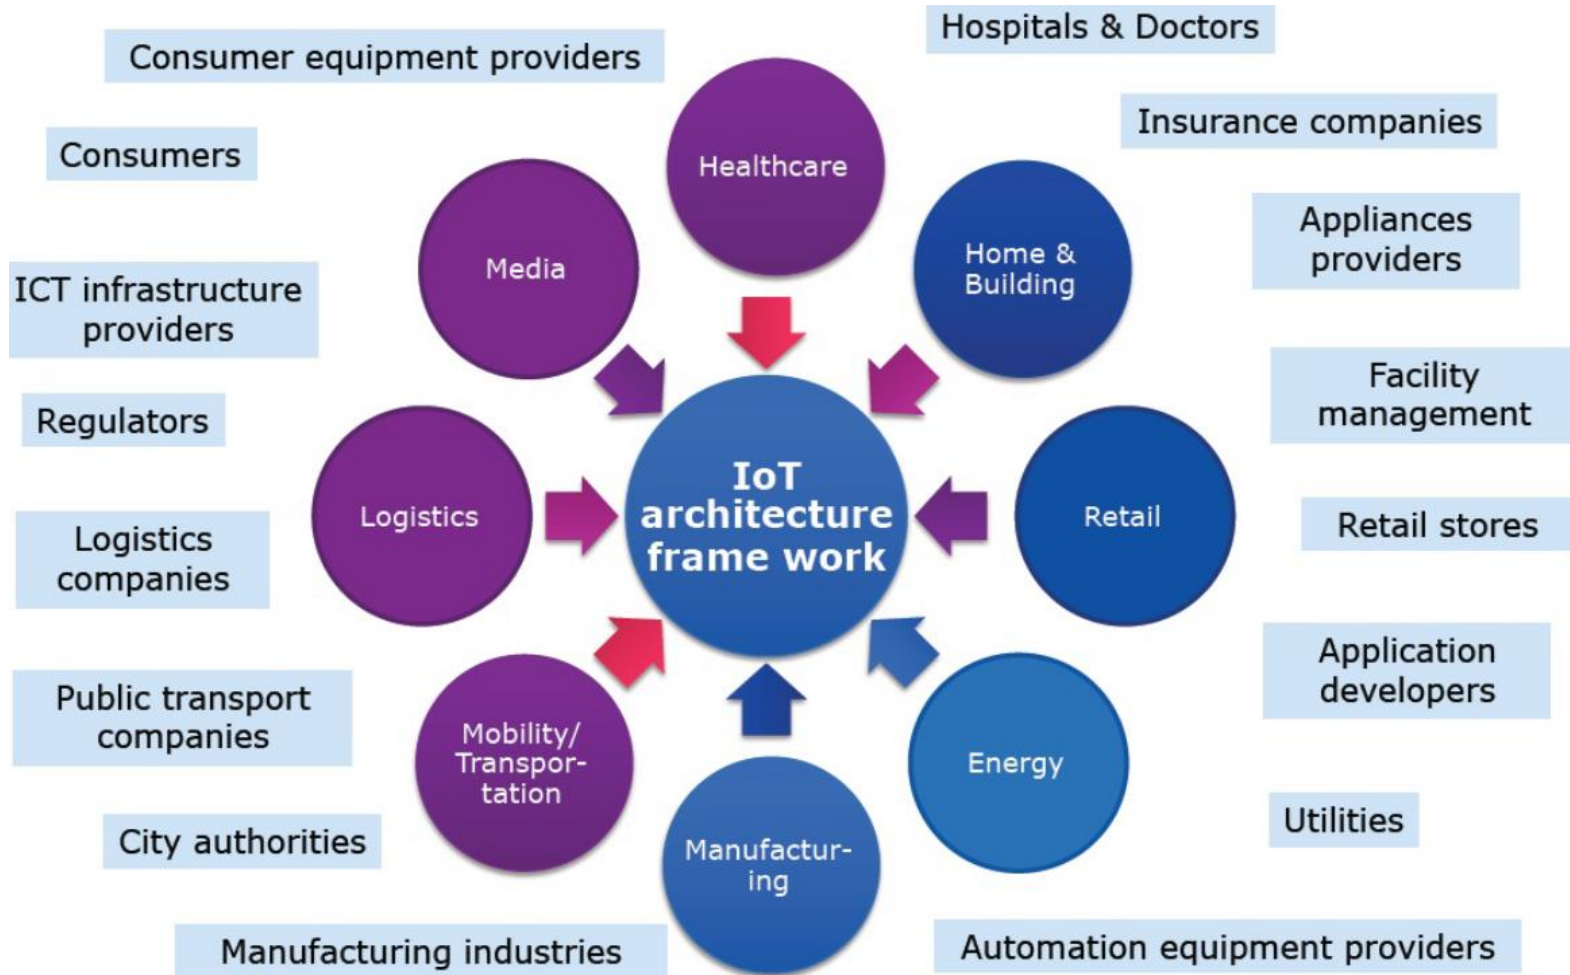 Hospitals & Doctors
Consumer equipment providers
Insurance companies
Consumers
Healthcare
Appliances
providers
Media
Home &
Building
ICT infrastructure
providers
Facility
management
Regulators
IoT
architecture
frame work
Logistics
Retail
Retail stores
Logistics
companies
Application
developers
Public transport
companies
Mobility/
Transpor-
tation
Energy
Utilities
City authorities
Manufactur-
ing
Manufacturing industries
Automation equipment providers